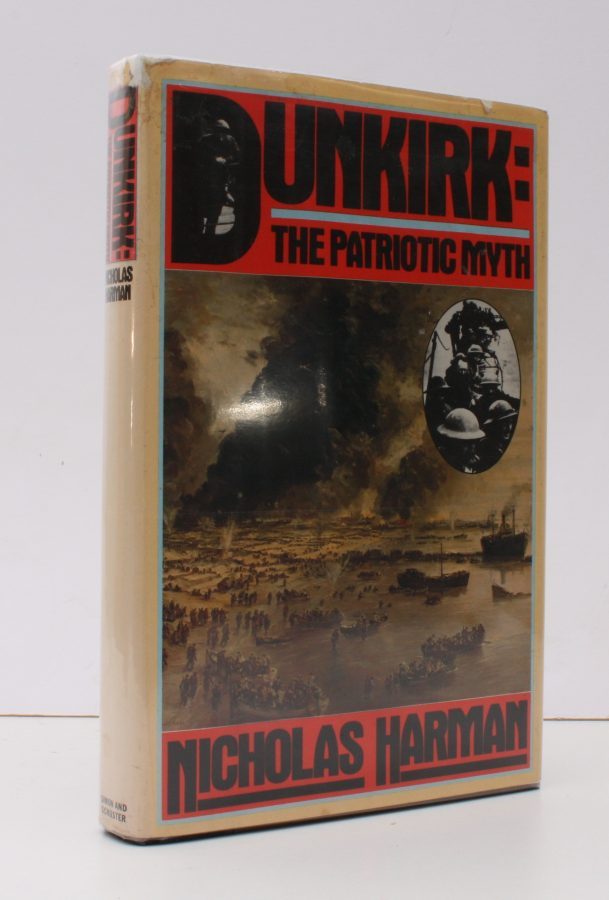 DUNKIRK:
THE PATRIOTIC MYTH
NICHOLAS HARMAN
DUNKIRK:
NICHOLAS
HARMAN
SIMON AND
SCHUSTER